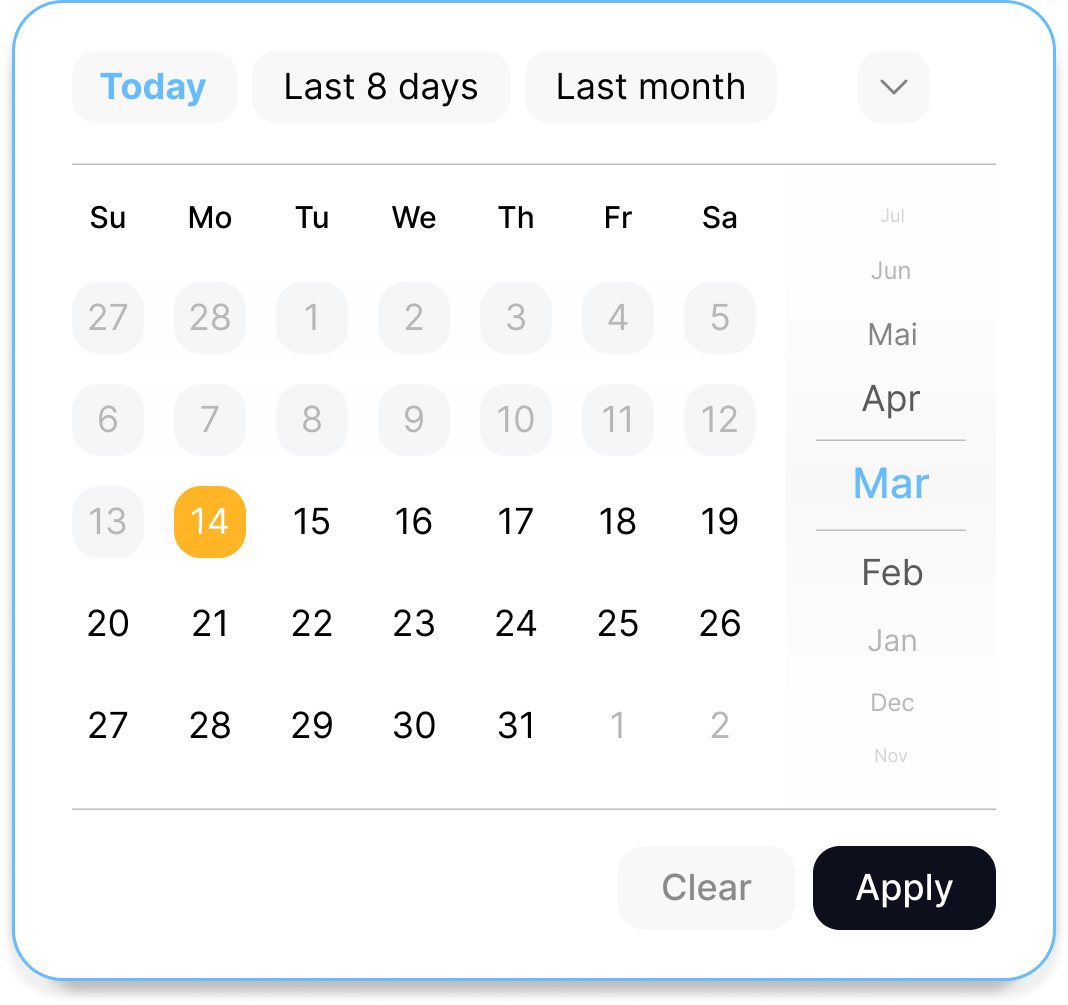 Today Last 8 days Last month
Su Mo Tu We Th Fr Sa
27 28 1 2 3 4 5
6 7 8 9 10 11 12
13 14 15 16 17 18 19
20 21 22 23 24 25 26
27 28 29 30 31 1 2
Jul
Jun
Mai
Apr
Mar
Feb
Jan
Dec
Nov
Clear Apply